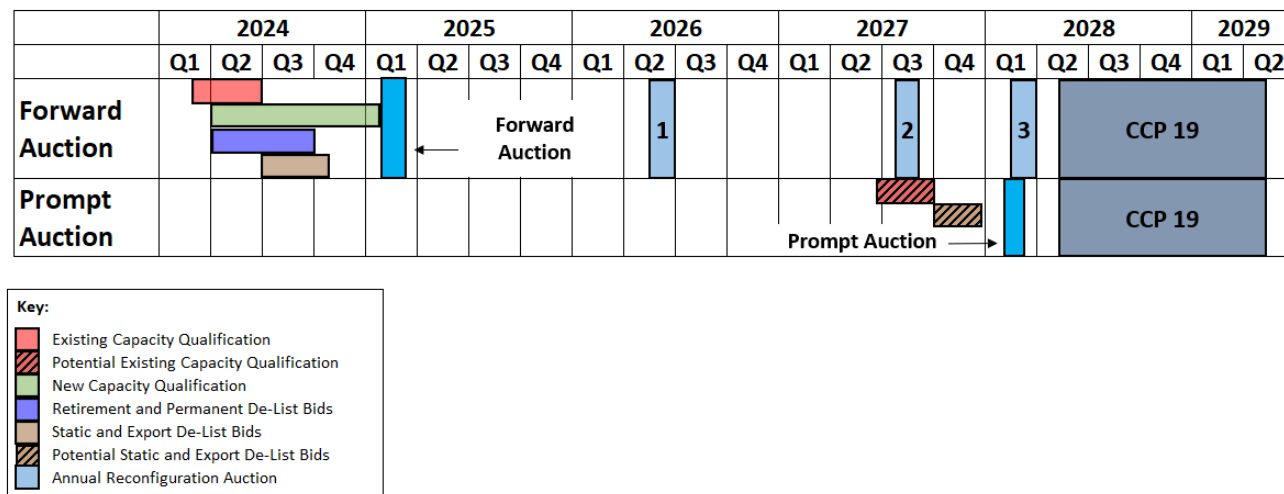 2024 2025 2026 2027 2028 2029
Q1 Q2 Q3 Q4 Q1 Q2 Q3 Q4 Q1 Q2 Q3 Q4 Q1 Q2 Q3 Q4 Q1 Q2 Q3 Q4 Q1 Q2
Forward
Auction
Forward
Auction
1
2
3
CCP 19
Prompt
Auction
Prompt Auction
CCP 19
Key:
Existing Capacity Qualification
Potential Existing Capacity Qualification
New Capacity Qualification
Retirement and Permanent De-List Bids
Static and Export De-List Bids
Potential Static and Export De-List Bids
Annual Reconfiguration Auction